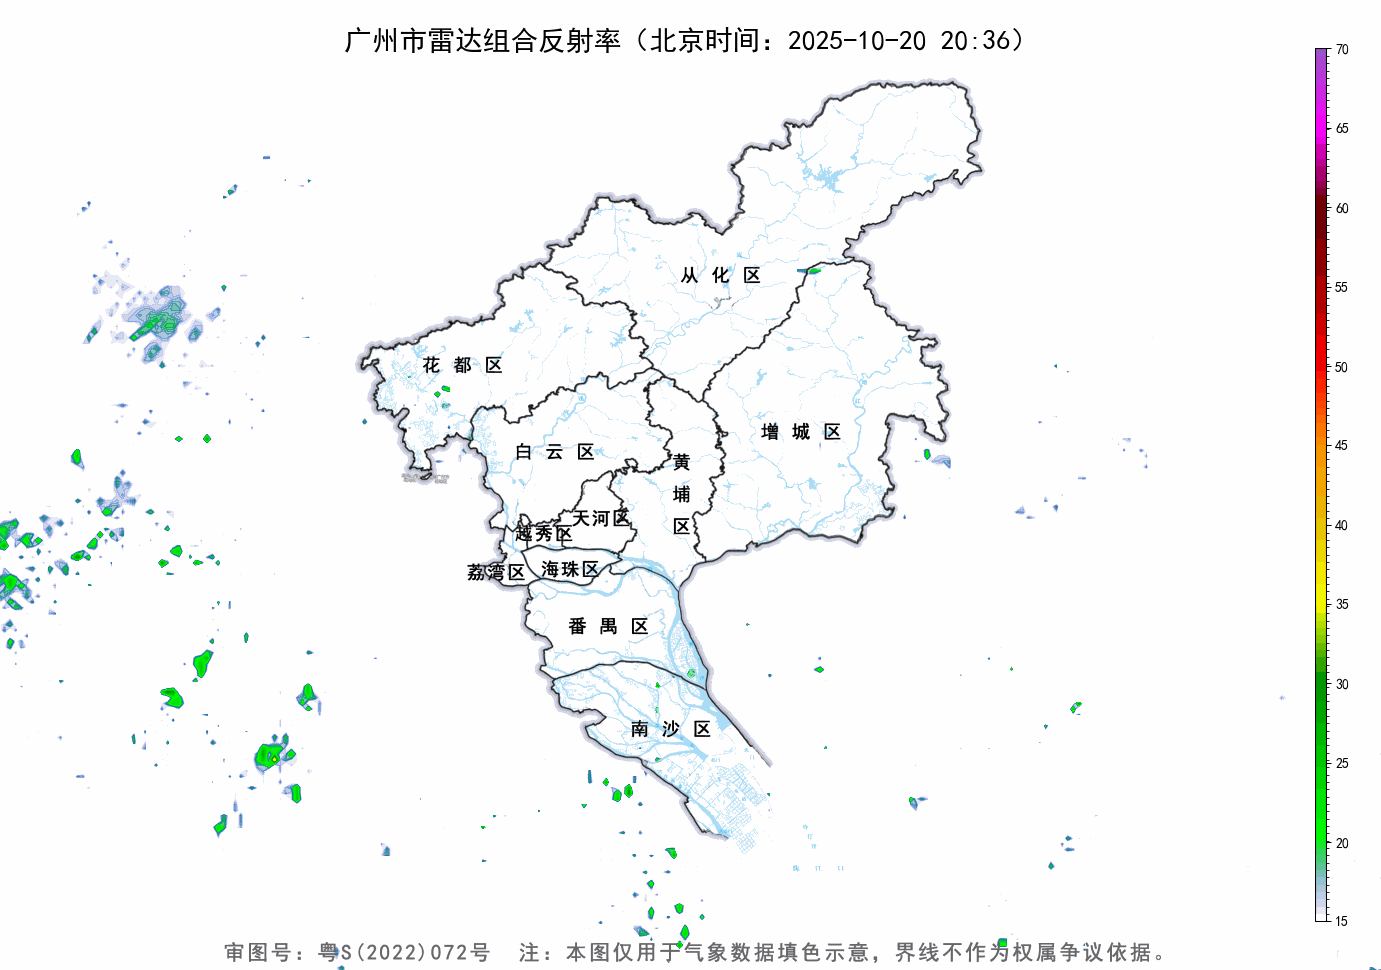 广州市雷达组合反射率（北京时间：2025-10-20 20:36）
70
65
60
55
50
45
40
35
30
25
20
15
从化区
花都区
增城区
白云区
黄埔区
天河区
越秀区
荔湾区
海珠区
番禺区
南沙区
审图号：粤S(2022)072号 注：本图仅用于气象数据填色示意，界线不作为权属争议依据。